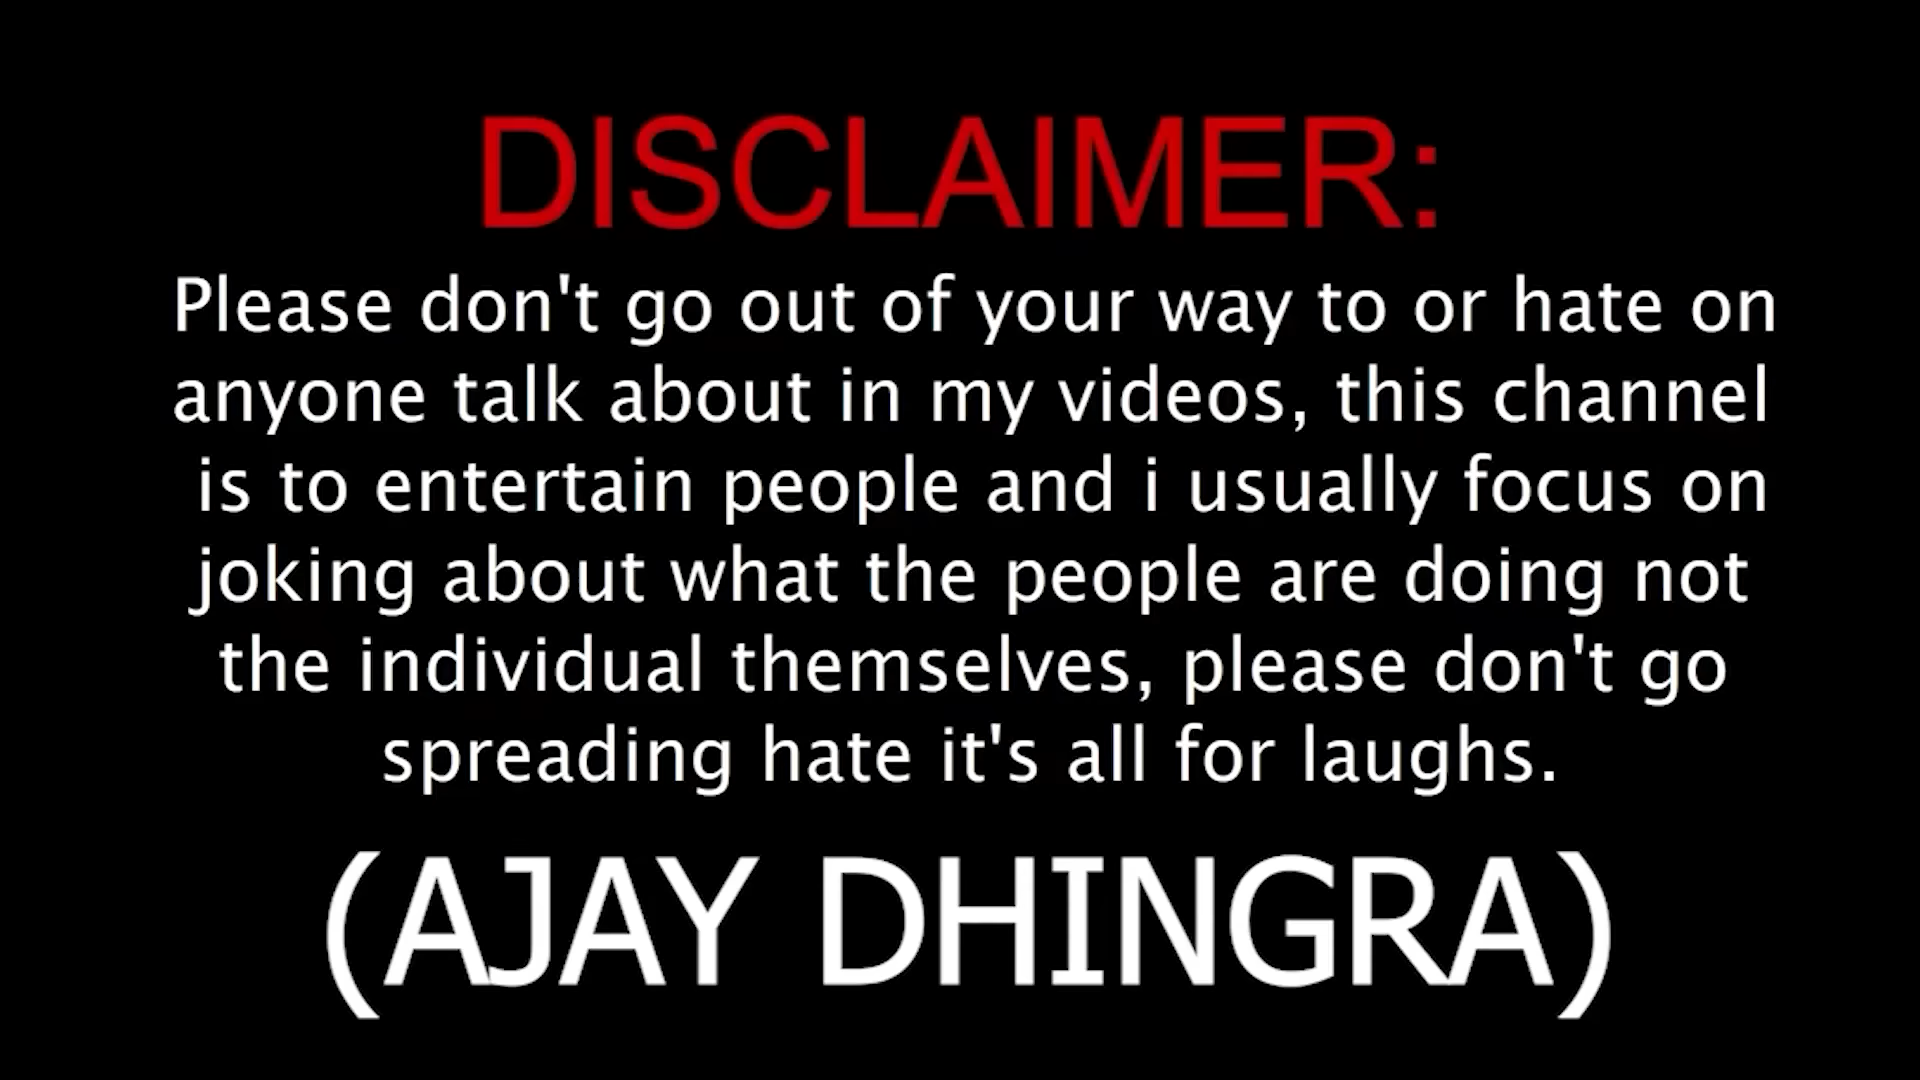 DISCLAIMER:
Please don't go out of your way to or hate on
anyone talk about in my videos, this channel
is to entertain people and i usually focus on
joking about what the people are doing not
the individual themselves, please don't go
spreading hate it's all for laughs.
(AJAY DHINGRA)